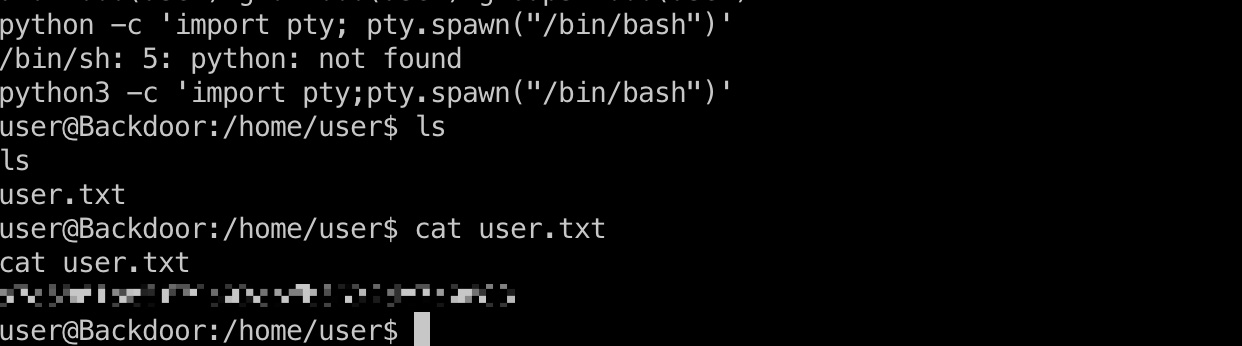 python -c 'import pty; pty.spawn("/bin/bash")'
/bin/sh: 5: python: not found
python3 -c 'import pty;pty.spawn("/bin/bash")'
user@Backdoor:/home/user$ ls
ls
user.txt
user@Backdoor:/home/user$ cat user.txt
cat user.txt
user@Backdoor:/home/user$